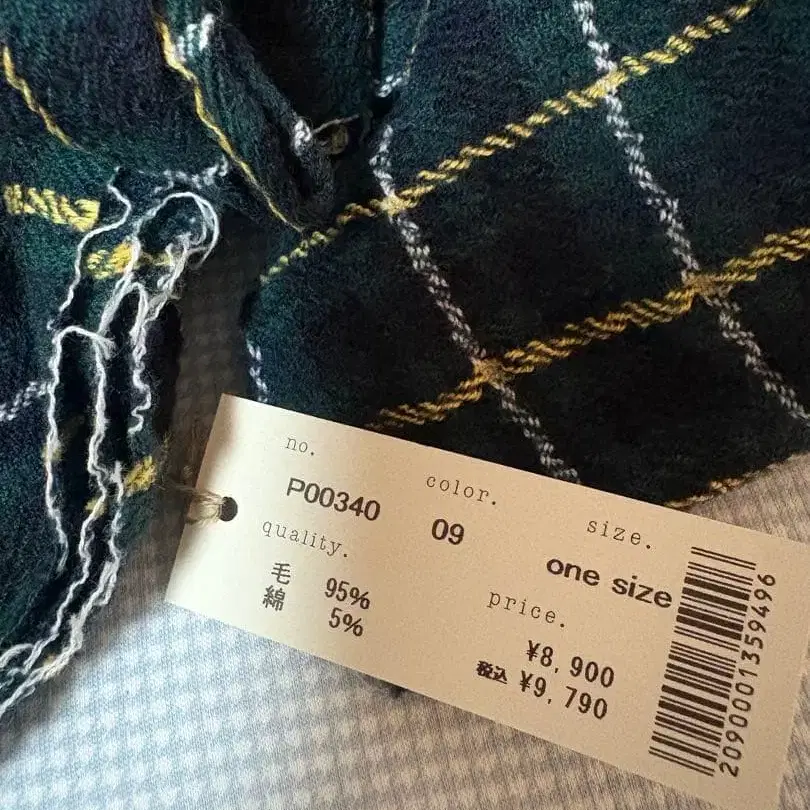 no.
P00340
color.
09
size.
one size
quality.
毛 95%
綿 5%
price.
¥8,900
税込 ¥9,790
2090001359496